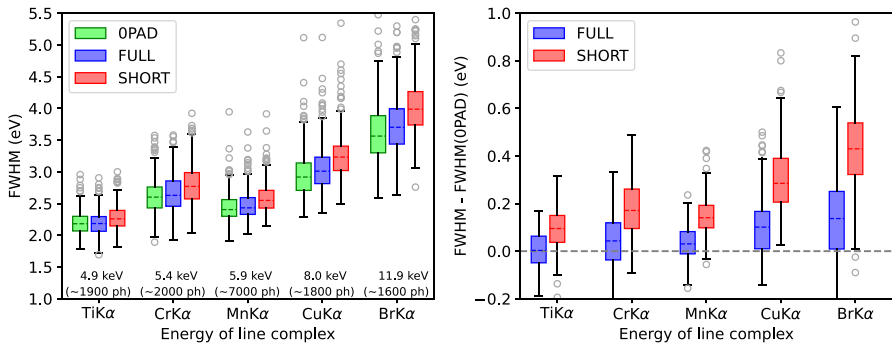 5.5
5.0
4.5
4.0
3.5
3.0
2.5
2.0
1.5
1.0
FWHM (eV)
0PAD
FULL
SHORT
4.9 keV
(~1900 ph)
5.4 keV
(~2000 ph)
5.9 keV
(~7000 ph)
8.0 keV
(~1800 ph)
11.9 keV
(~1600 ph)
TiKα
CrKα
MnKα
CuKα
BrKα
Energy of line complex
1.0
0.8
0.6
0.4
0.2
0.0
−0.2
FWHM − FWHM(0PAD) (eV)
FULL
SHORT
TiKα
CrKα
MnKα
CuKα
BrKα
Energy of line complex